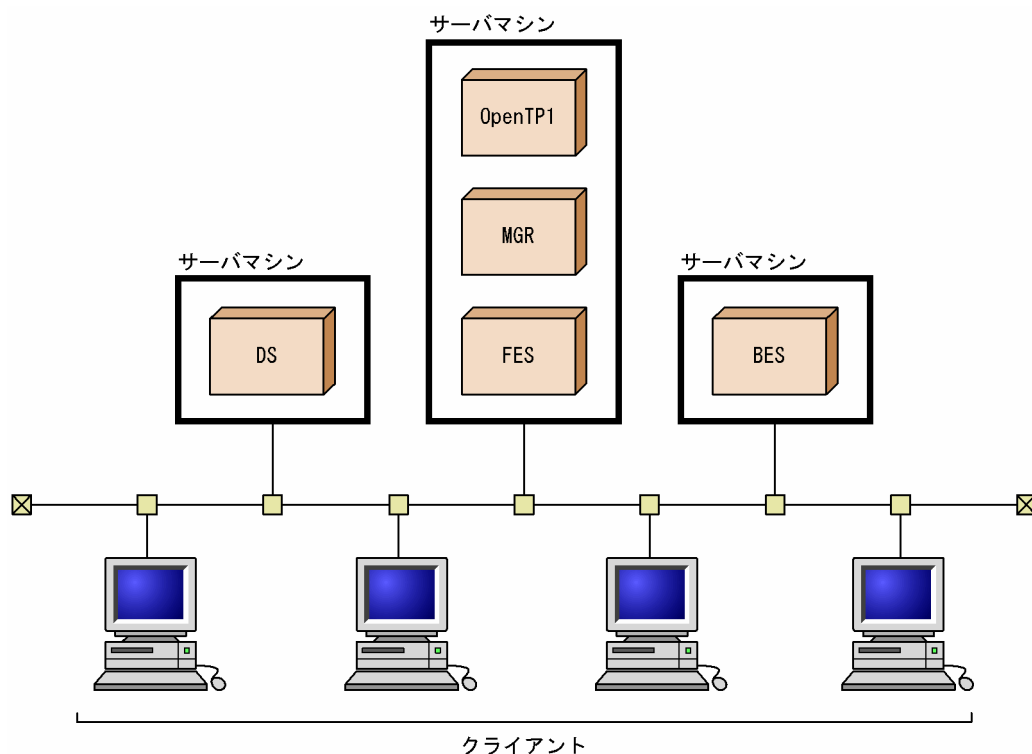 サーバマシン
OpenTP1
MGR
サーバマシン
サーバマシン
DS
FES
BES
クライアント